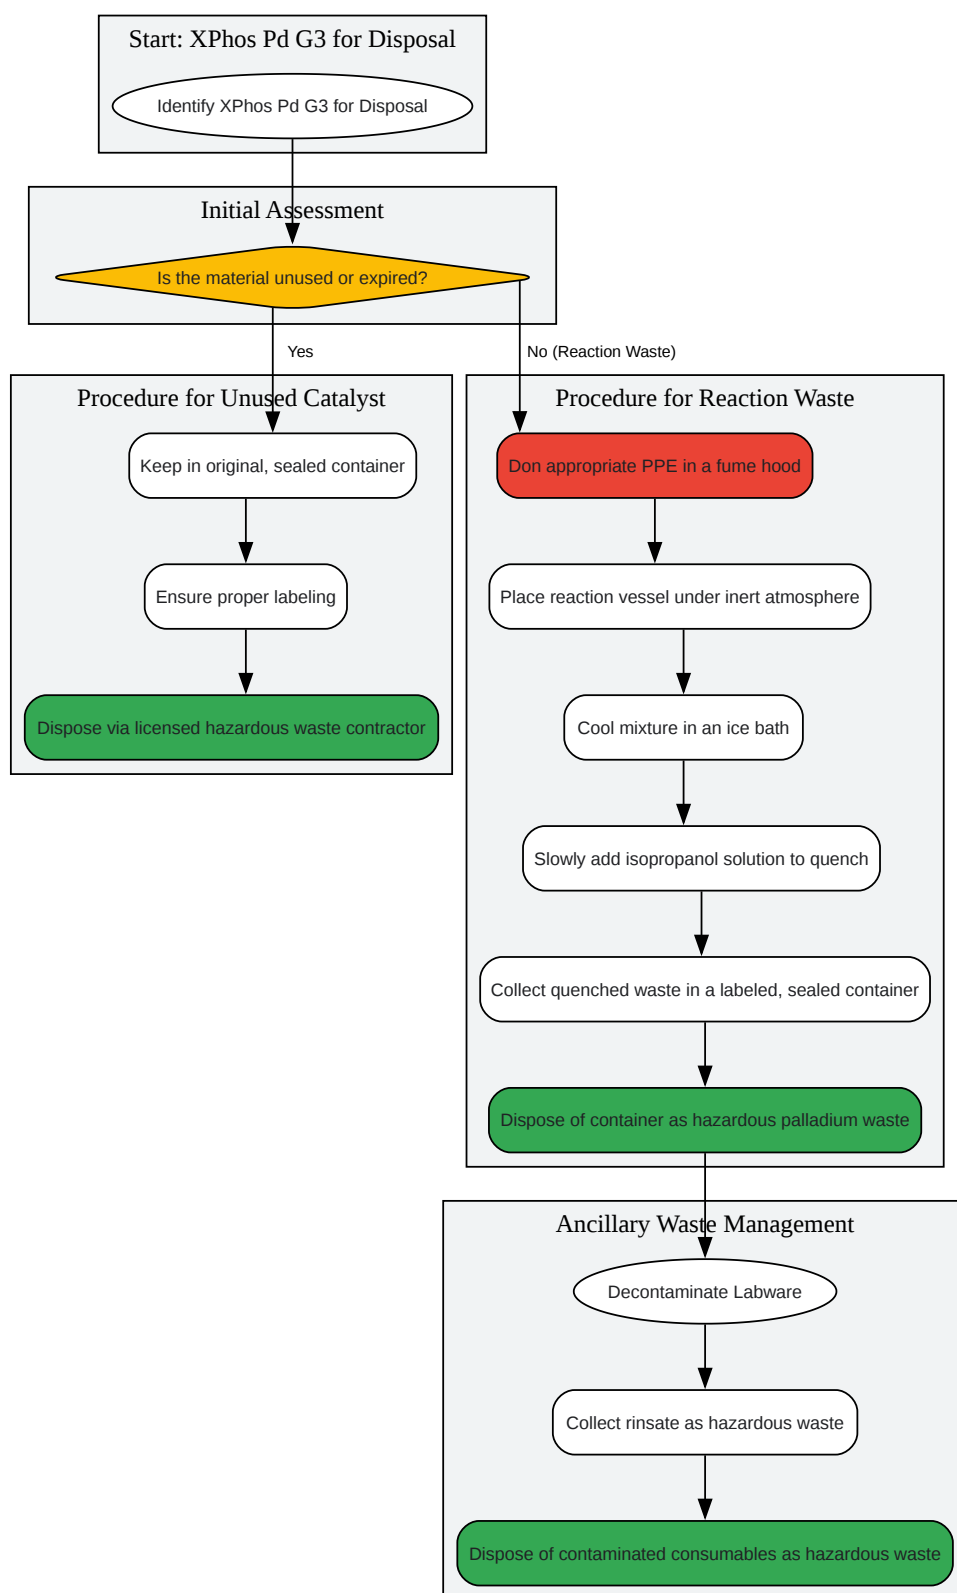 Start: XPhos Pd G3 for Disposal
Identify XPhos Pd G3 for Disposal
Initial Assessment
Is the material unused or expired?
Yes
No (Reaction Waste)
Procedure for Unused Catalyst
Keep in original, sealed container
Ensure proper labeling
Dispose via licensed hazardous waste contractor
Procedure for Reaction Waste
Don appropriate PPE in a fume hood
Place reaction vessel under inert atmosphere
Cool mixture in an ice bath
Slowly add isopropanol solution to quench
Collect quenched waste in a labeled, sealed container
Dispose of container as hazardous palladium waste
Ancillary Waste Management
Decontaminate Labware
Collect rinsate as hazardous waste
Dispose of contaminated consumables as hazardous waste